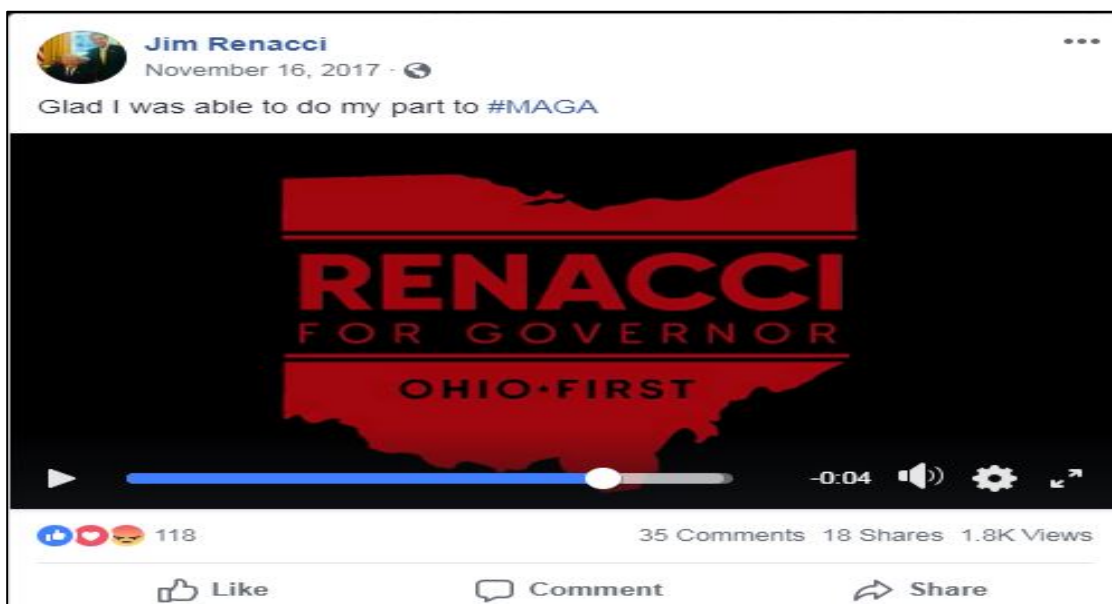 Jim Renacci
November 16, 2017 ·
Glad I was able to do my part to #MAGA
RENACCI
FOR GOVERNOR
OHIO★FIRST
-0:04
118
35 Comments 18 Shares 1.8K Views
Like Comment Share